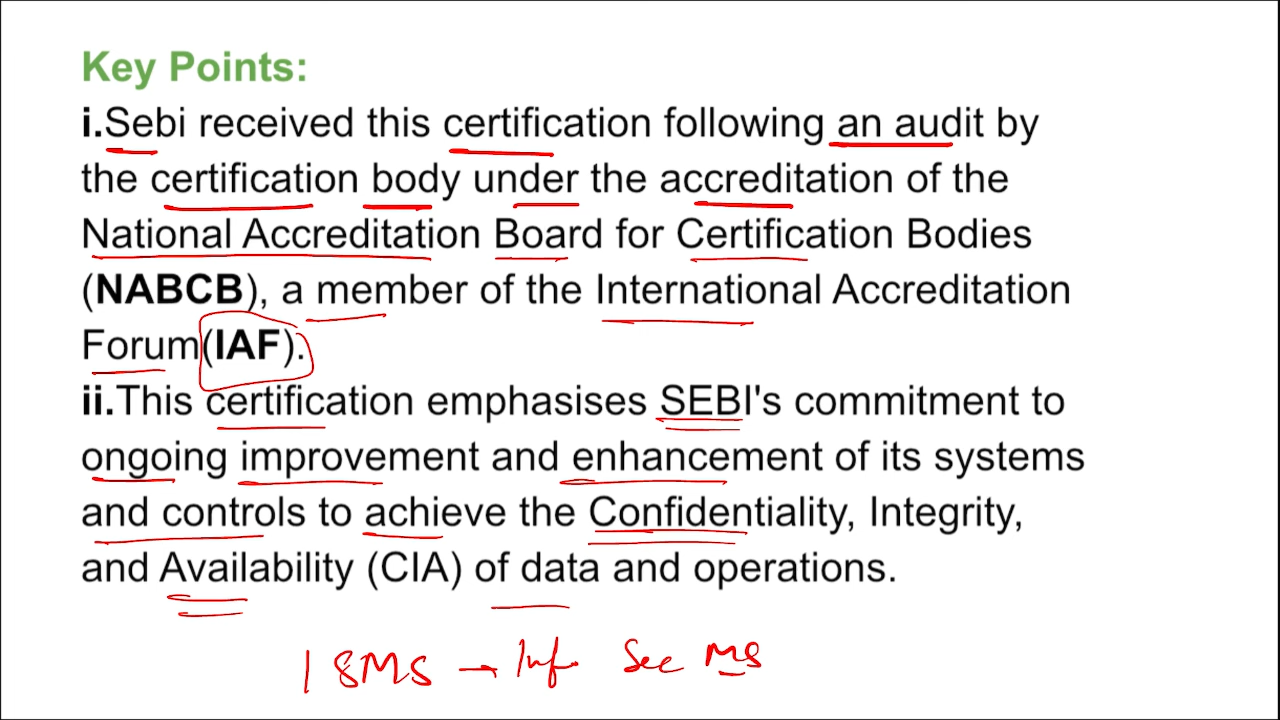 Key Points:
i.Sebi received this certification following an audit by
the certification body under the accreditation of the
National Accreditation Board for Certification Bodies
(NABCB), a member of the International Accreditation
Forum(IAF).
ii.This certification emphasises SEBI's commitment to
ongoing improvement and enhancement of its systems
and controls to achieve the Confidentiality, Integrity,
and Availability (CIA) of data and operations.
ISMS → Inf. Sec MS